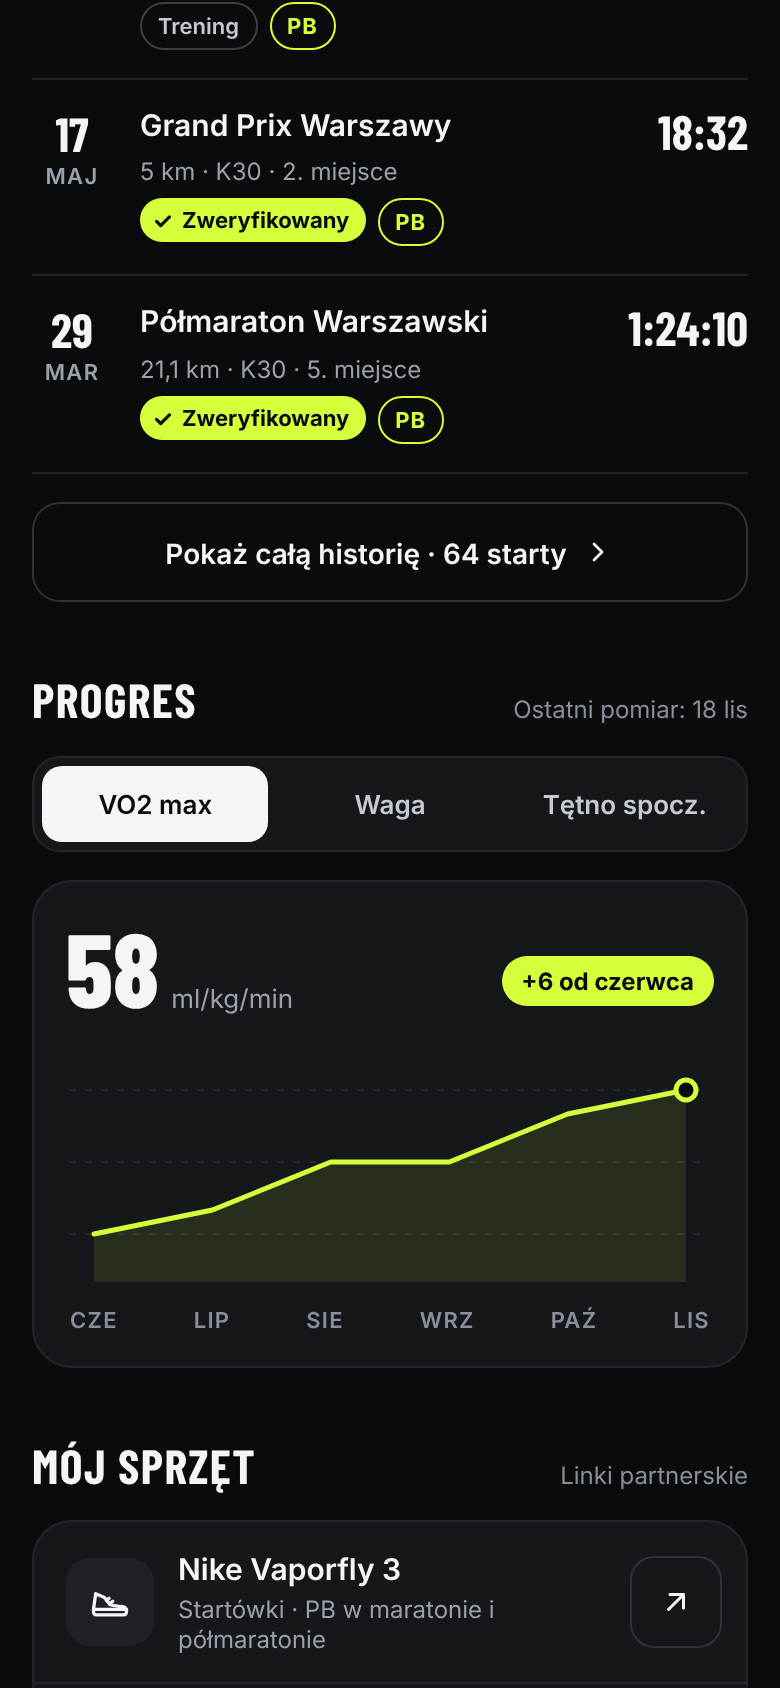 Trening PB
17 Grand Prix Warszawy 18:32
MAJ 5 km · K30 · 2. miejsce
Zweryfikowany PB
29 Półmaraton Warszawski 1:24:10
MAR 21,1 km · K30 · 5. miejsce
Zweryfikowany PB
Pokaż całą historię · 64 starty
PROGRES Ostatni pomiar: 18 lis
VO2 max Waga Tętno spocz.
58 ml/kg/min +6 od czerwca
CZE LIP SIE WRZ PAŹ LIS
MÓJ SPRZĘT Linki partnerskie
Nike Vaporfly 3
Startówki · PB w maratonie i
półmaratonie